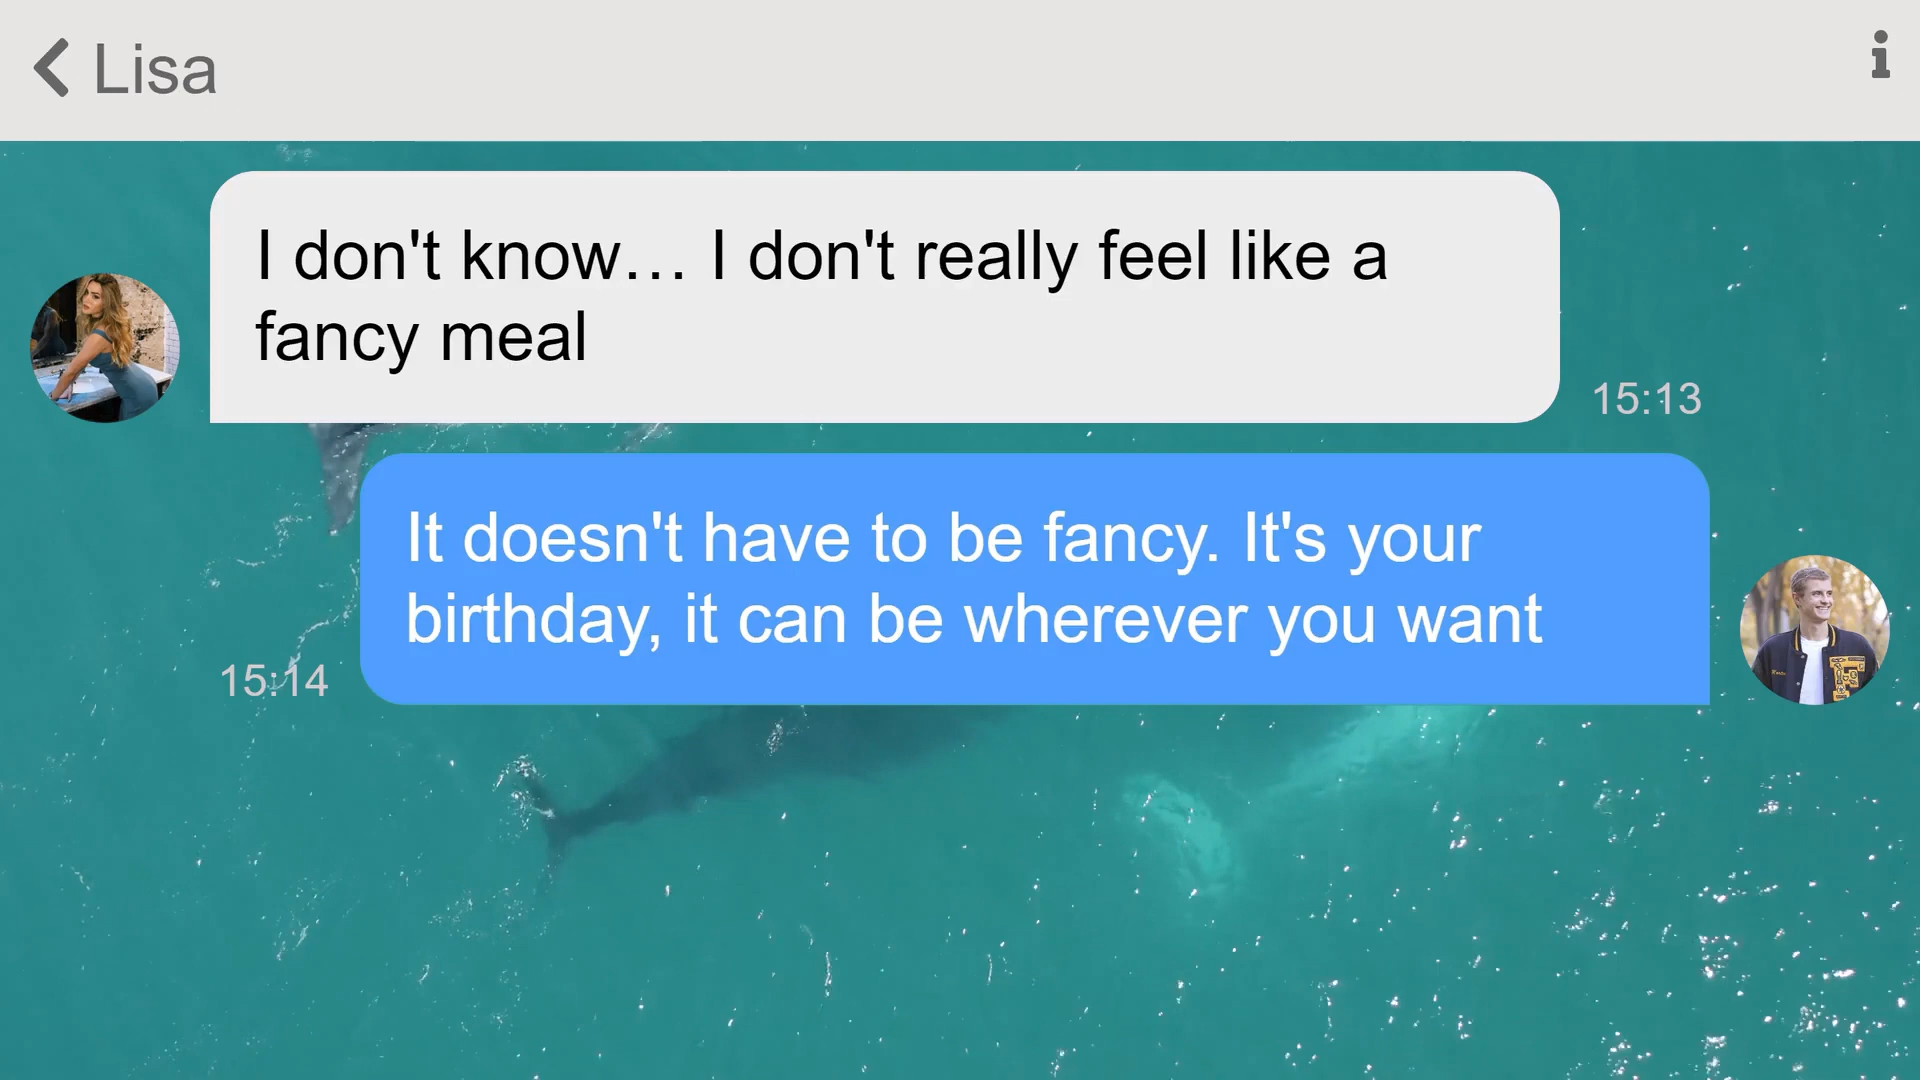 Lisa
I don't know… I don't really feel like a
fancy meal
15:13
It doesn't have to be fancy. It's your
birthday, it can be wherever you want
15:14